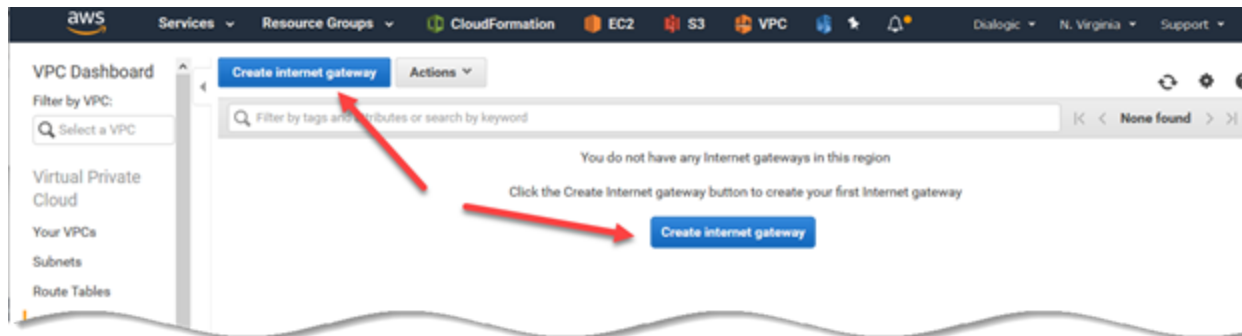 aws Services Resource Groups CloudFormation EC2 S3 VPC Dialogic N. Virginia Support
VPC Dashboard
Filter by VPC:
Select a VPC
Virtual Private
Cloud
Your VPCs
Subnets
Route Tables
Create internet gateway Actions
Filter by tags and attributes or search by keyword
None found
You do not have any Internet gateways in this region
Click the Create Internet gateway button to create your first Internet gateway
Create internet gateway